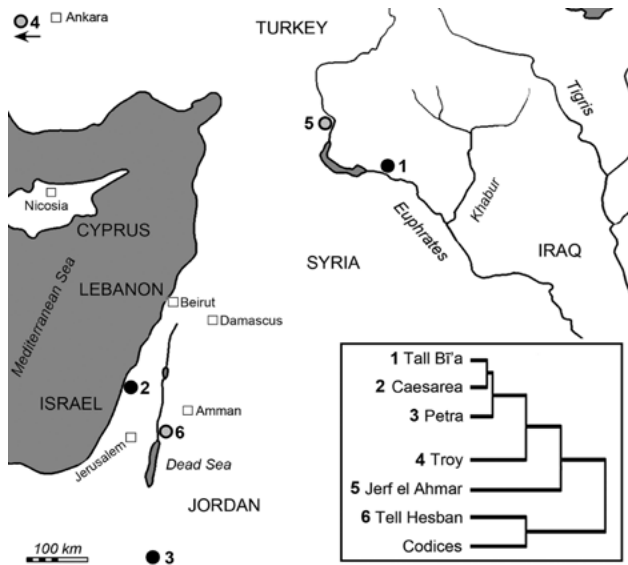 TURKEY
4
Ankara
5
1
Tigris
Khabur
Euphrates
Nicosia
CYPRUS
SYRIA
IRAQ
Mediterranean Sea
LEBANON
Beirut
Damascus
2
ISRAEL
Amman
6
Jerusalem
Dead Sea
JORDAN
100 km
3
1 Tall Bī'a
2 Caesarea
3 Petra
4 Troy
5 Jerf el Ahmar
6 Tell Hesban
Codices